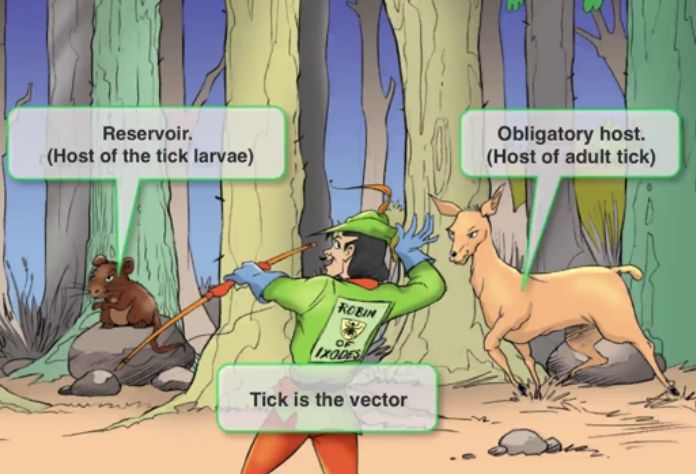 Reservoir.
(Host of the tick larvae)
Obligatory host.
(Host of adult tick)
ROBIN
OF
IXODES
Tick is the vector